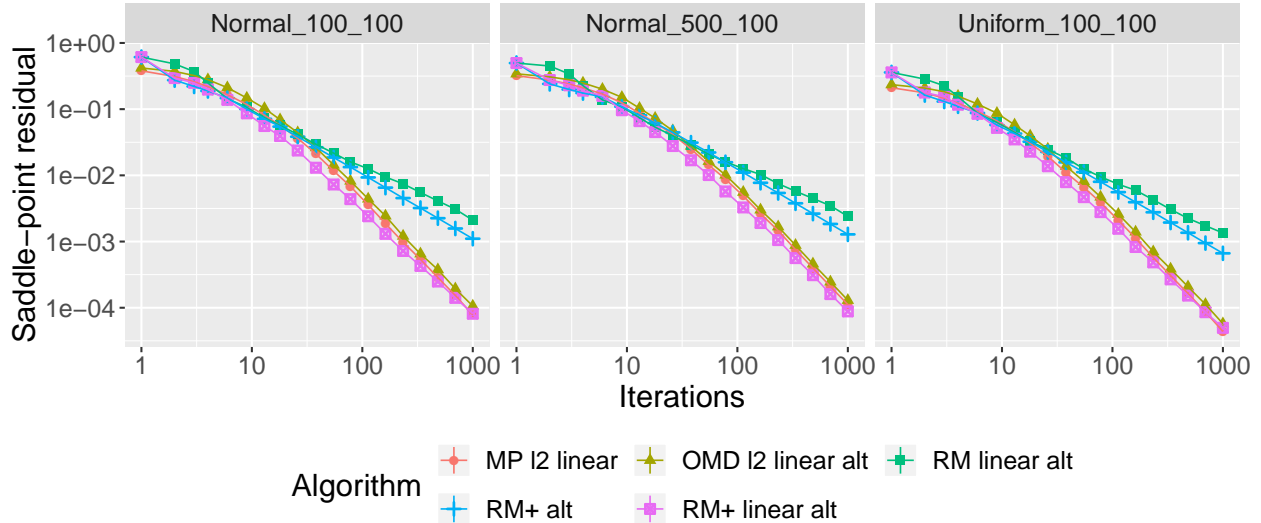 Normal_100_100 Normal_500_100 Uniform_100_100
1e+00
1e−01
1e−02
1e−03
1e−04
Saddle−point residual
1 10 100 1000 1 10 100 1000 1 10 100 1000
Iterations
Algorithm
MP l2 linear OMD l2 linear alt RM linear alt
RM+ alt RM+ linear alt